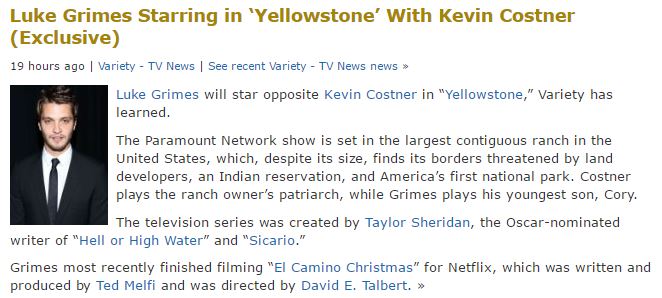 Luke Grimes Starring in ‘Yellowstone’ With Kevin Costner
(Exclusive)
19 hours ago | Variety - TV News | See recent Variety - TV News news »
Luke Grimes will star opposite Kevin Costner in “Yellowstone,” Variety has
learned.
The Paramount Network show is set in the largest contiguous ranch in the
United States, which, despite its size, finds its borders threatened by land
developers, an Indian reservation, and America’s first national park. Costner
plays the ranch owner’s patriarch, while Grimes plays his youngest son, Cory.
The television series was created by Taylor Sheridan, the Oscar-nominated
writer of “Hell or High Water” and “Sicario.”
Grimes most recently finished filming “El Camino Christmas” for Netflix, which was written and
produced by Ted Melfi and was directed by David E. Talbert. »